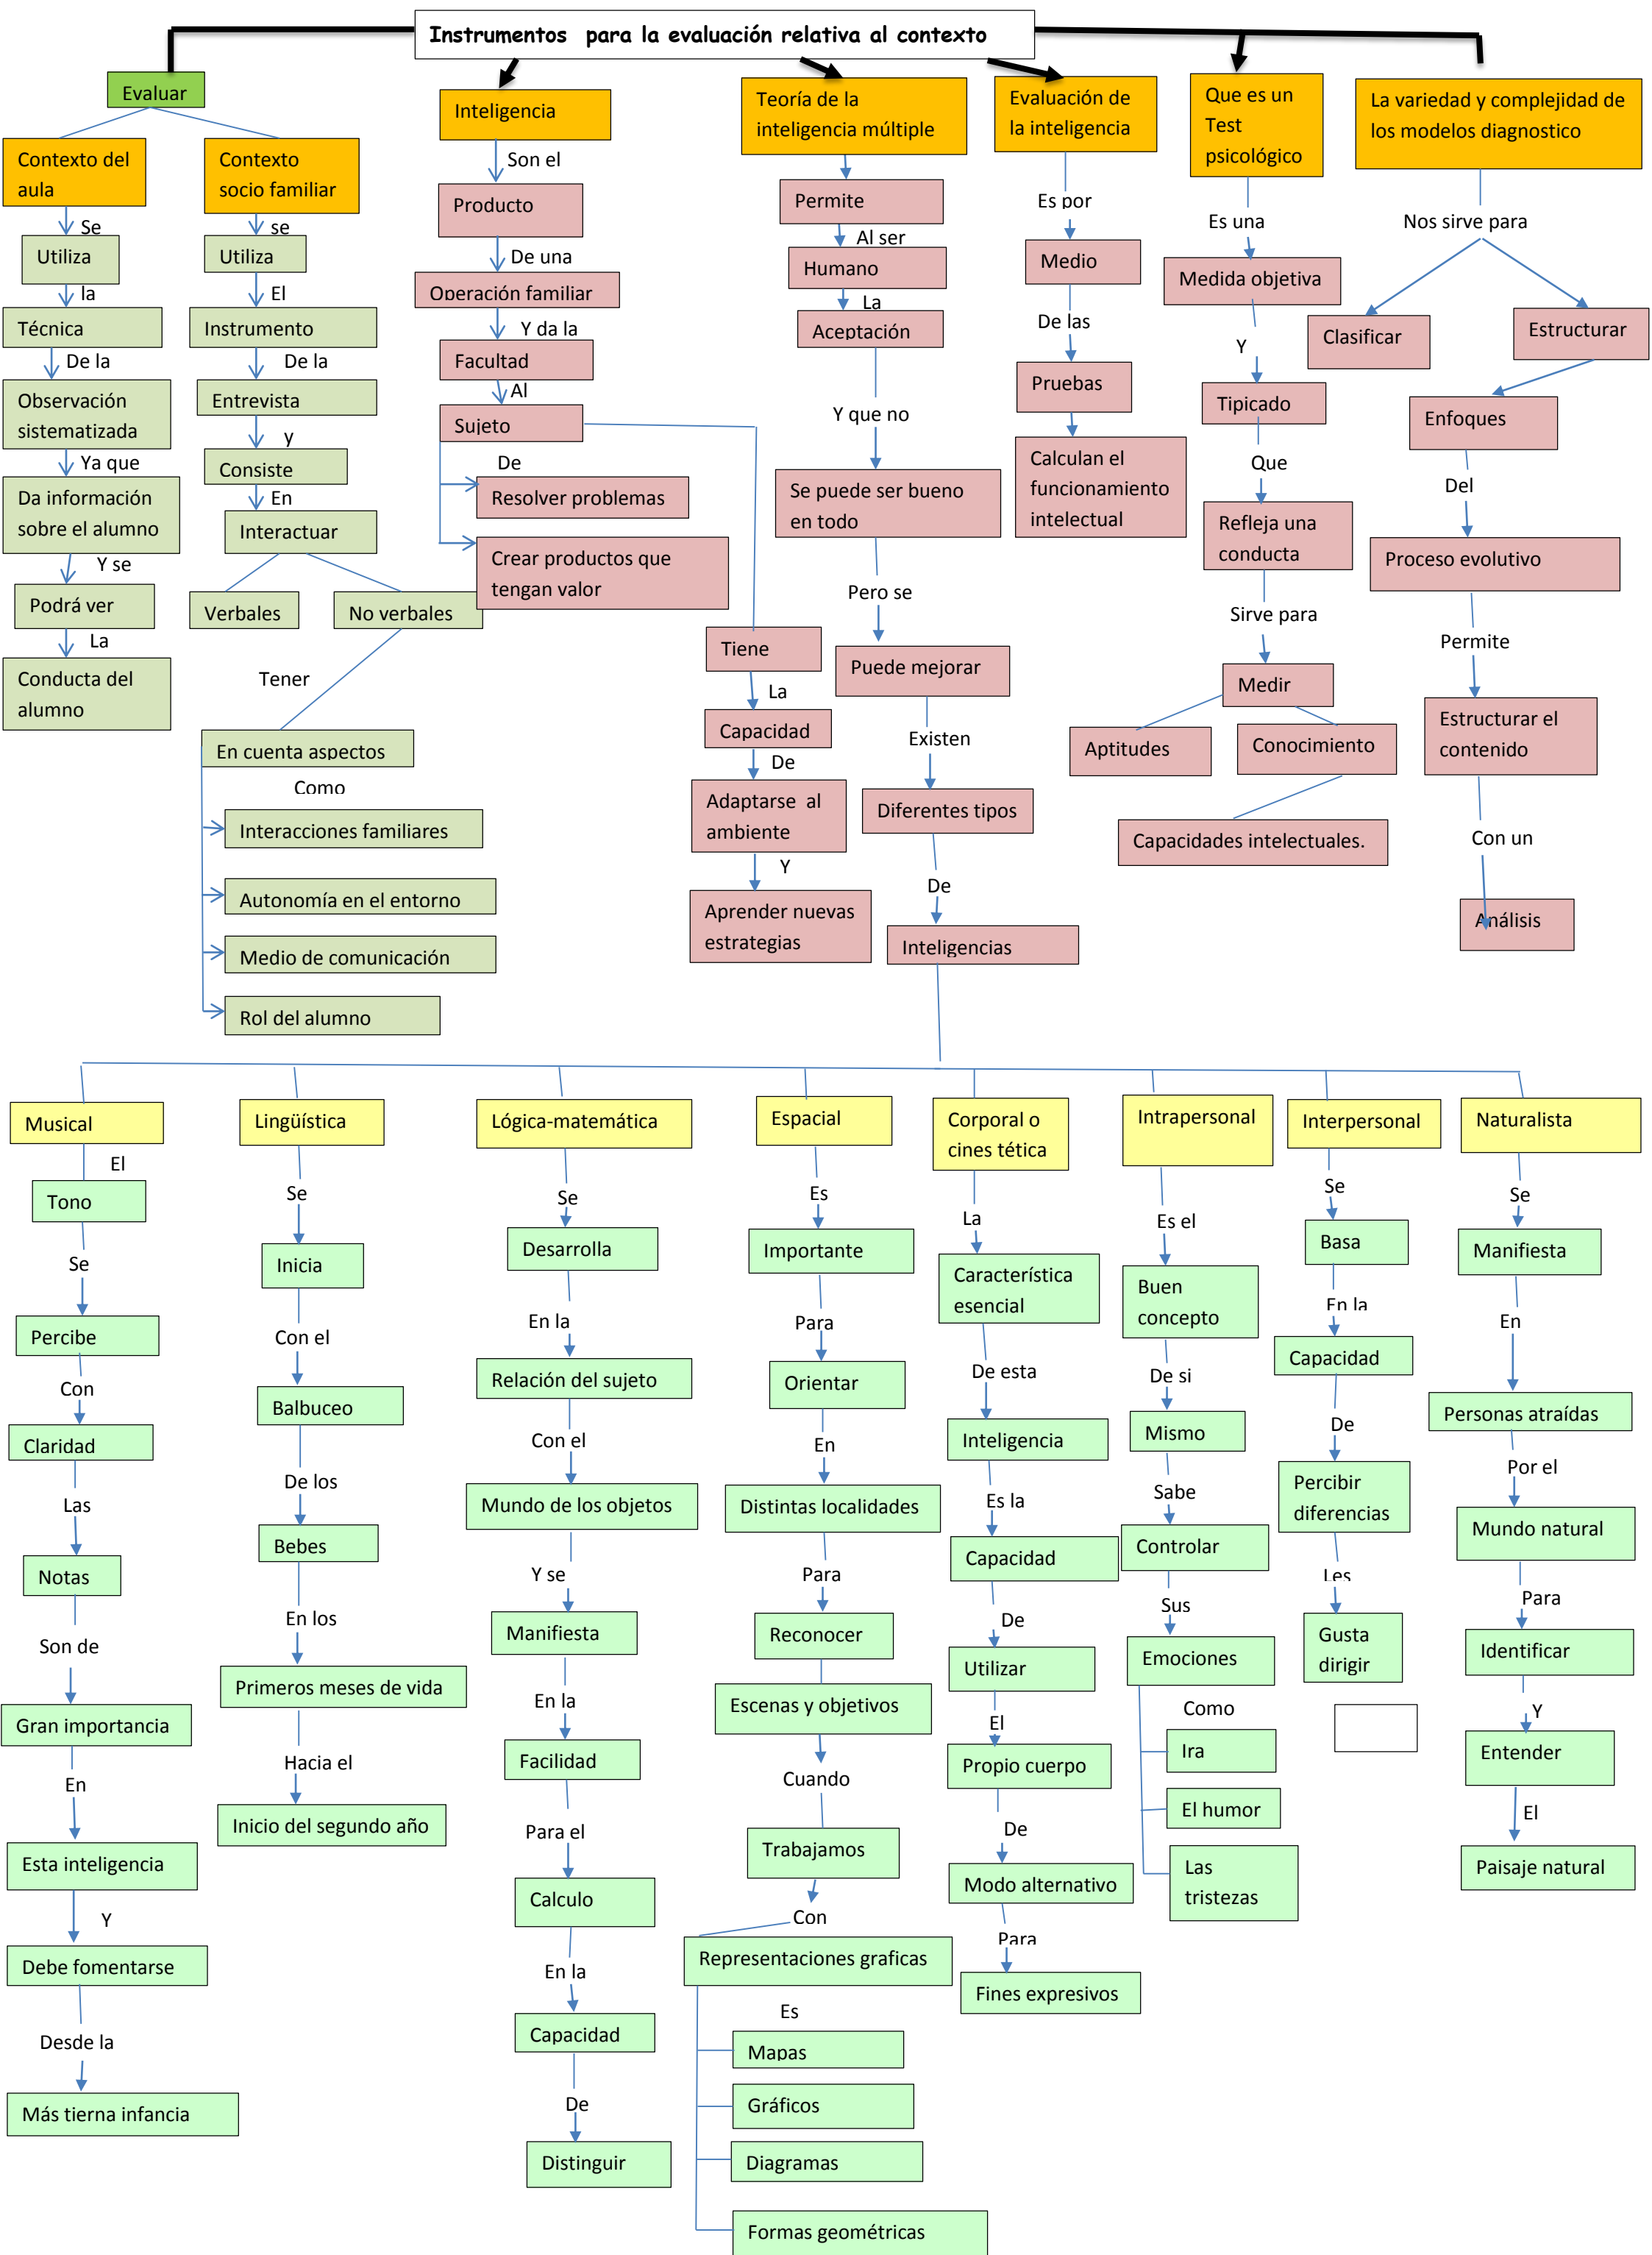 Instrumentos para la evaluación relativa al contexto
Evaluar
Contexto del
aula
Se
Utiliza
la
Técnica
De la
Observación
sistematizada
Ya que
Da información
sobre el alumno
Y se
Podrá ver
La
Conducta del
alumno
Contexto
socio familiar
se
Utiliza
El
Instrumento
De la
Entrevista
y
Consiste
En
Interactuar
Verbales
No verbales
Tener
En cuenta aspectos
Como
Interacciones familiares
Autonomía en el entorno
Medio de comunicación
Rol del alumno
Inteligencia
Son el
Producto
De una
Operación familiar
Y da la
Facultad
Al
Sujeto
De
Resolver problemas
Crear productos que
tengan valor
Tiene
La
Capacidad
De
Adaptarse al
ambiente
Y
Aprender nuevas
estrategias
Teoría de la
inteligencia múltiple
Permite
Al ser
Humano
La
Aceptación
Y que no
Se puede ser bueno
en todo
Pero se
Puede mejorar
Existen
Diferentes tipos
De
Inteligencias
Evaluación de
la inteligencia
Es por
Medio
De las
Pruebas
Calculan el
funcionamiento
intelectual
Que es un
Test
psicológico
Es una
Medida objetiva
Y
Tipicado
Que
Refleja una
conducta
Sirve para
Medir
Aptitudes
Conocimiento
Capacidades intelectuales.
La variedad y complejidad de
los modelos diagnostico
Nos sirve para
Clasificar
Estructurar
Enfoques
Del
Proceso evolutivo
Permite
Estructurar el
contenido
Con un
Análisis
Musical
El
Tono
Se
Percibe
Con
Claridad
Las
Notas
Son de
Gran importancia
En
Esta inteligencia
Y
Debe fomentarse
Desde la
Más tierna infancia
Lingüística
Se
Inicia
Con el
Balbuceo
De los
Bebes
En los
Primeros meses de vida
Hacia el
Inicio del segundo año
Lógica-matemática
Se
Desarrolla
En la
Relación del sujeto
Con el
Mundo de los objetos
Y se
Manifiesta
En la
Facilidad
Para el
Calculo
En la
Capacidad
De
Distinguir
Espacial
Es
Importante
Para
Orientar
En
Distintas localidades
Para
Reconocer
Escenas y objetivos
Cuando
Trabajamos
Con
Representaciones graficas
Es
Mapas
Gráficos
Diagramas
Formas geométricas
Corporal o
cines tética
La
Característica
esencial
De esta
Inteligencia
Es la
Capacidad
De
Utilizar
El
Propio cuerpo
De
Modo alternativo
Para
Fines expresivos
Intrapersonal
Es el
Buen
concepto
De si
Mismo
Sabe
Controlar
Sus
Emociones
Como
Ira
El humor
Las
tristezas
Interpersonal
Se
Basa
En la
Capacidad
De
Percibir
diferencias
Les
Gusta
dirigir
Naturalista
Se
Manifiesta
En
Personas atraídas
Por el
Mundo natural
Para
Identificar
Y
Entender
El
Paisaje natural